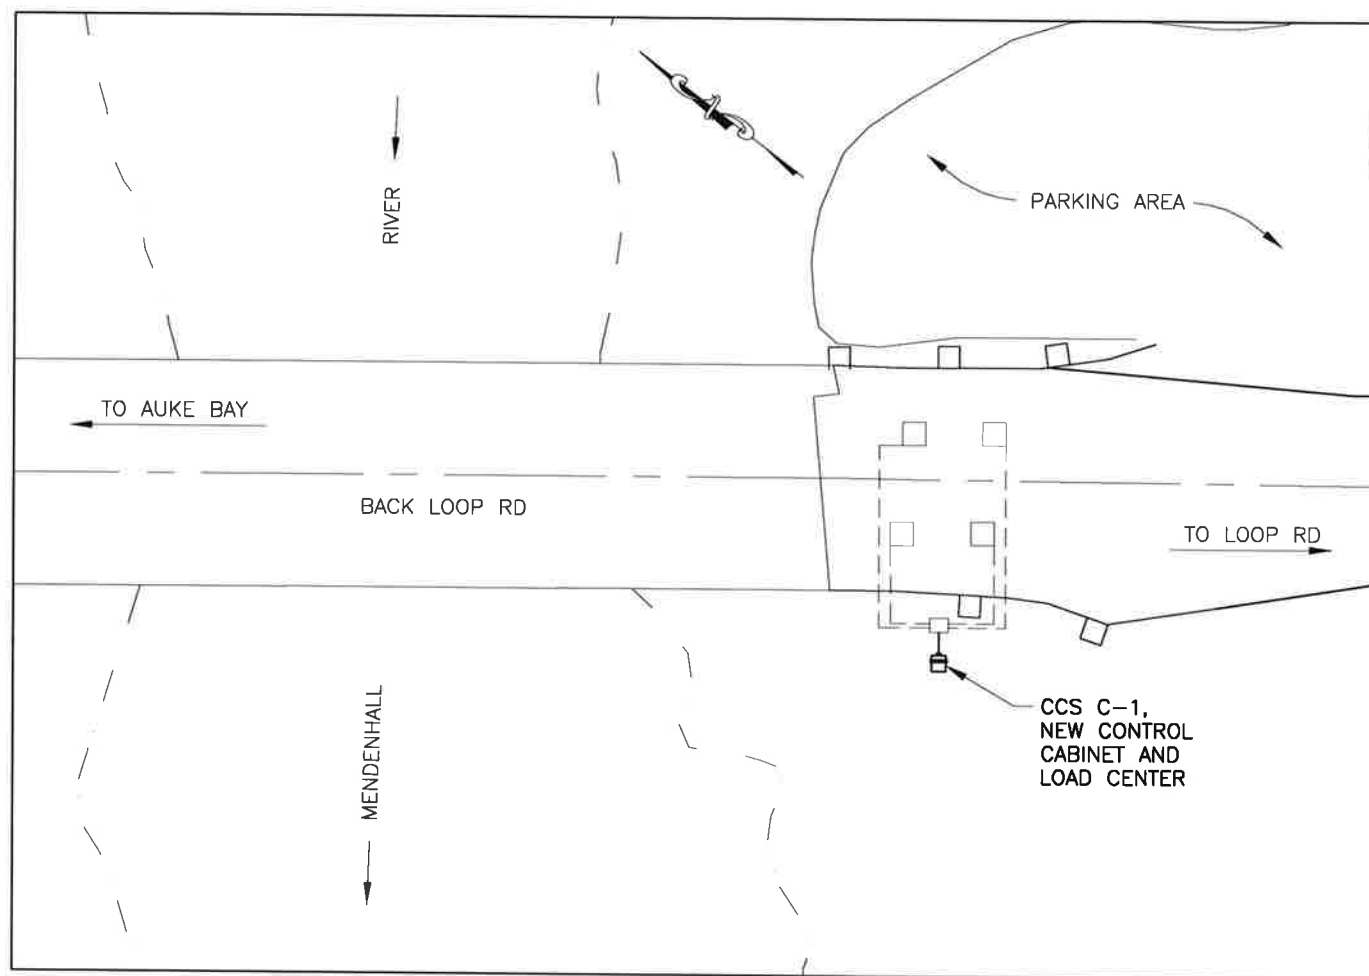 RIVER
PARKING AREA
TO AUKE BAY
BACK LOOP RD
TO LOOP RD
MENDENHALL
CCS C-1,
NEW CONTROL
CABINET AND
LOAD CENTER